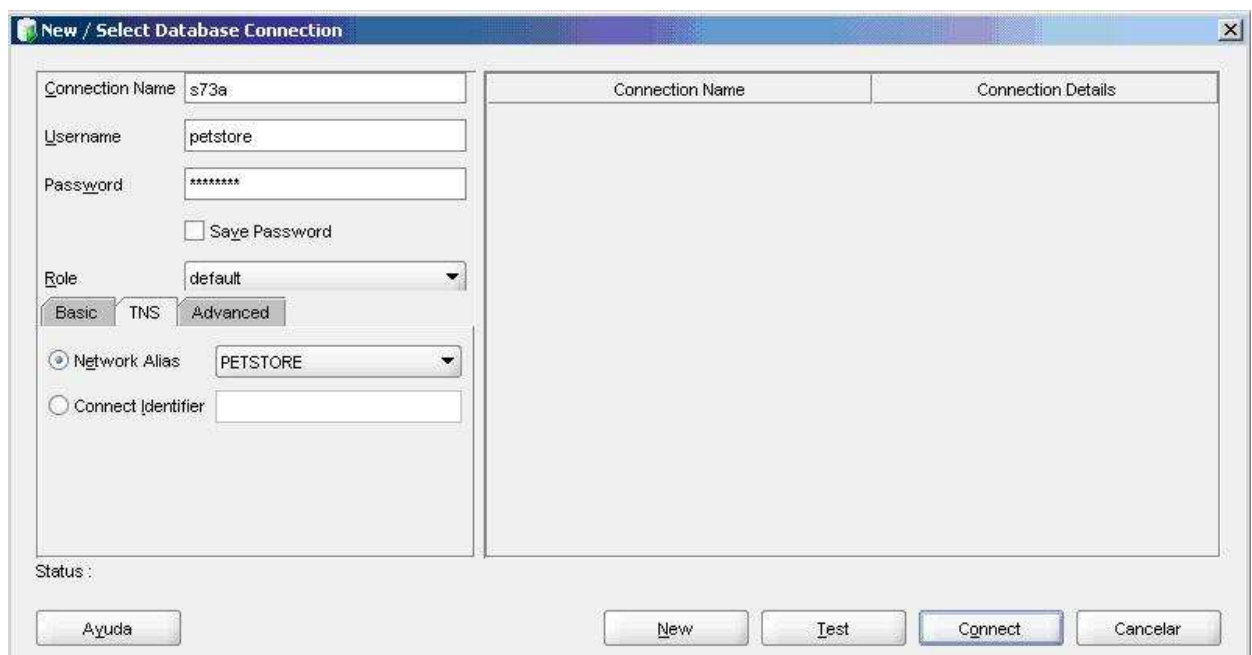 New / Select Database Connection
Connection Name s73a
Username petstore
Password ********
Save Password
Role default
Basic TNS Advanced
Network Alias PETSTORE
Connect Identifier
Connection Name Connection Details
Status :
Ayuda New Test Connect Cancelar